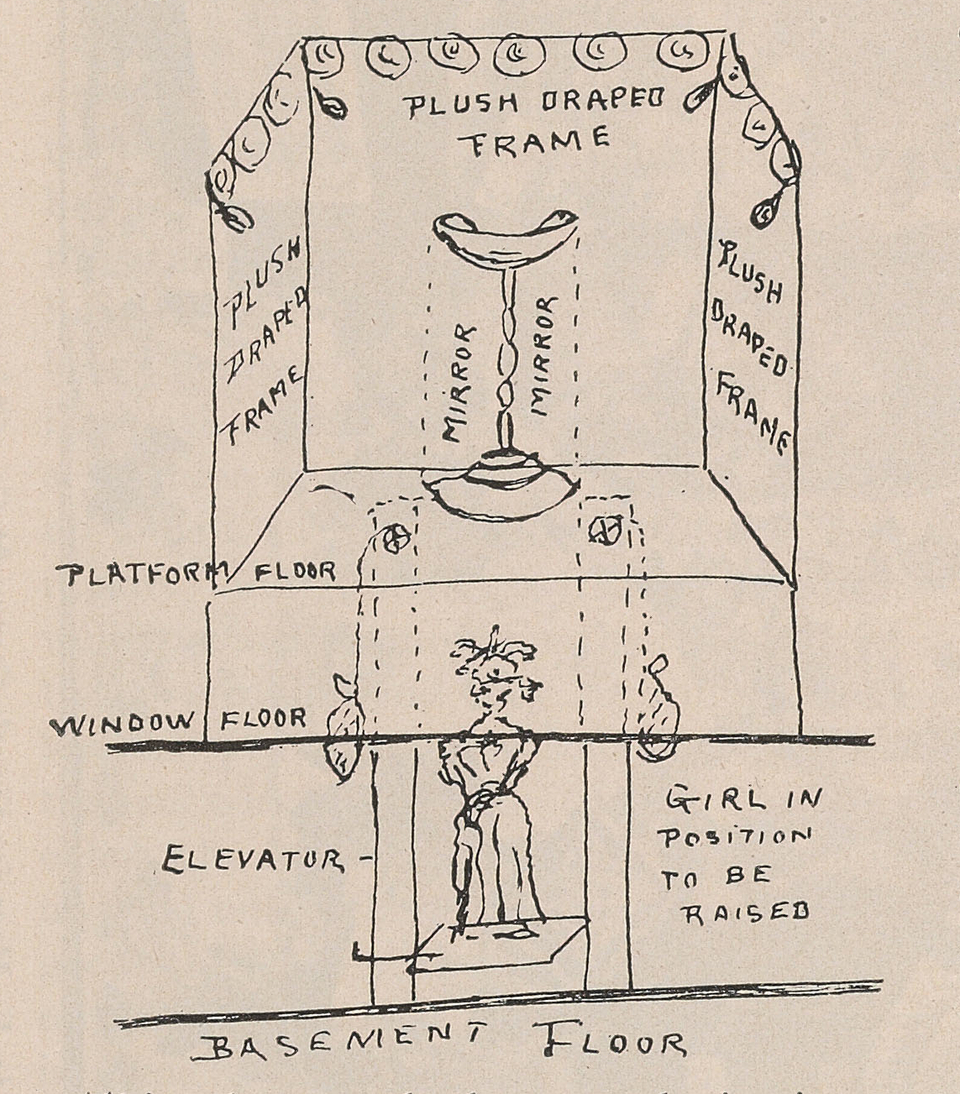 PLUSH DRAPED
FRAME
PLUSH
DRAPED
FRAME
MIRROR
MIRROR
PLUSH
DRAPED
FRAME
PLATFORM FLOOR
WINDOW FLOOR
ELEVATOR
GIRL IN
POSITION
TO BE
RAISED
BASEMENT FLOOR